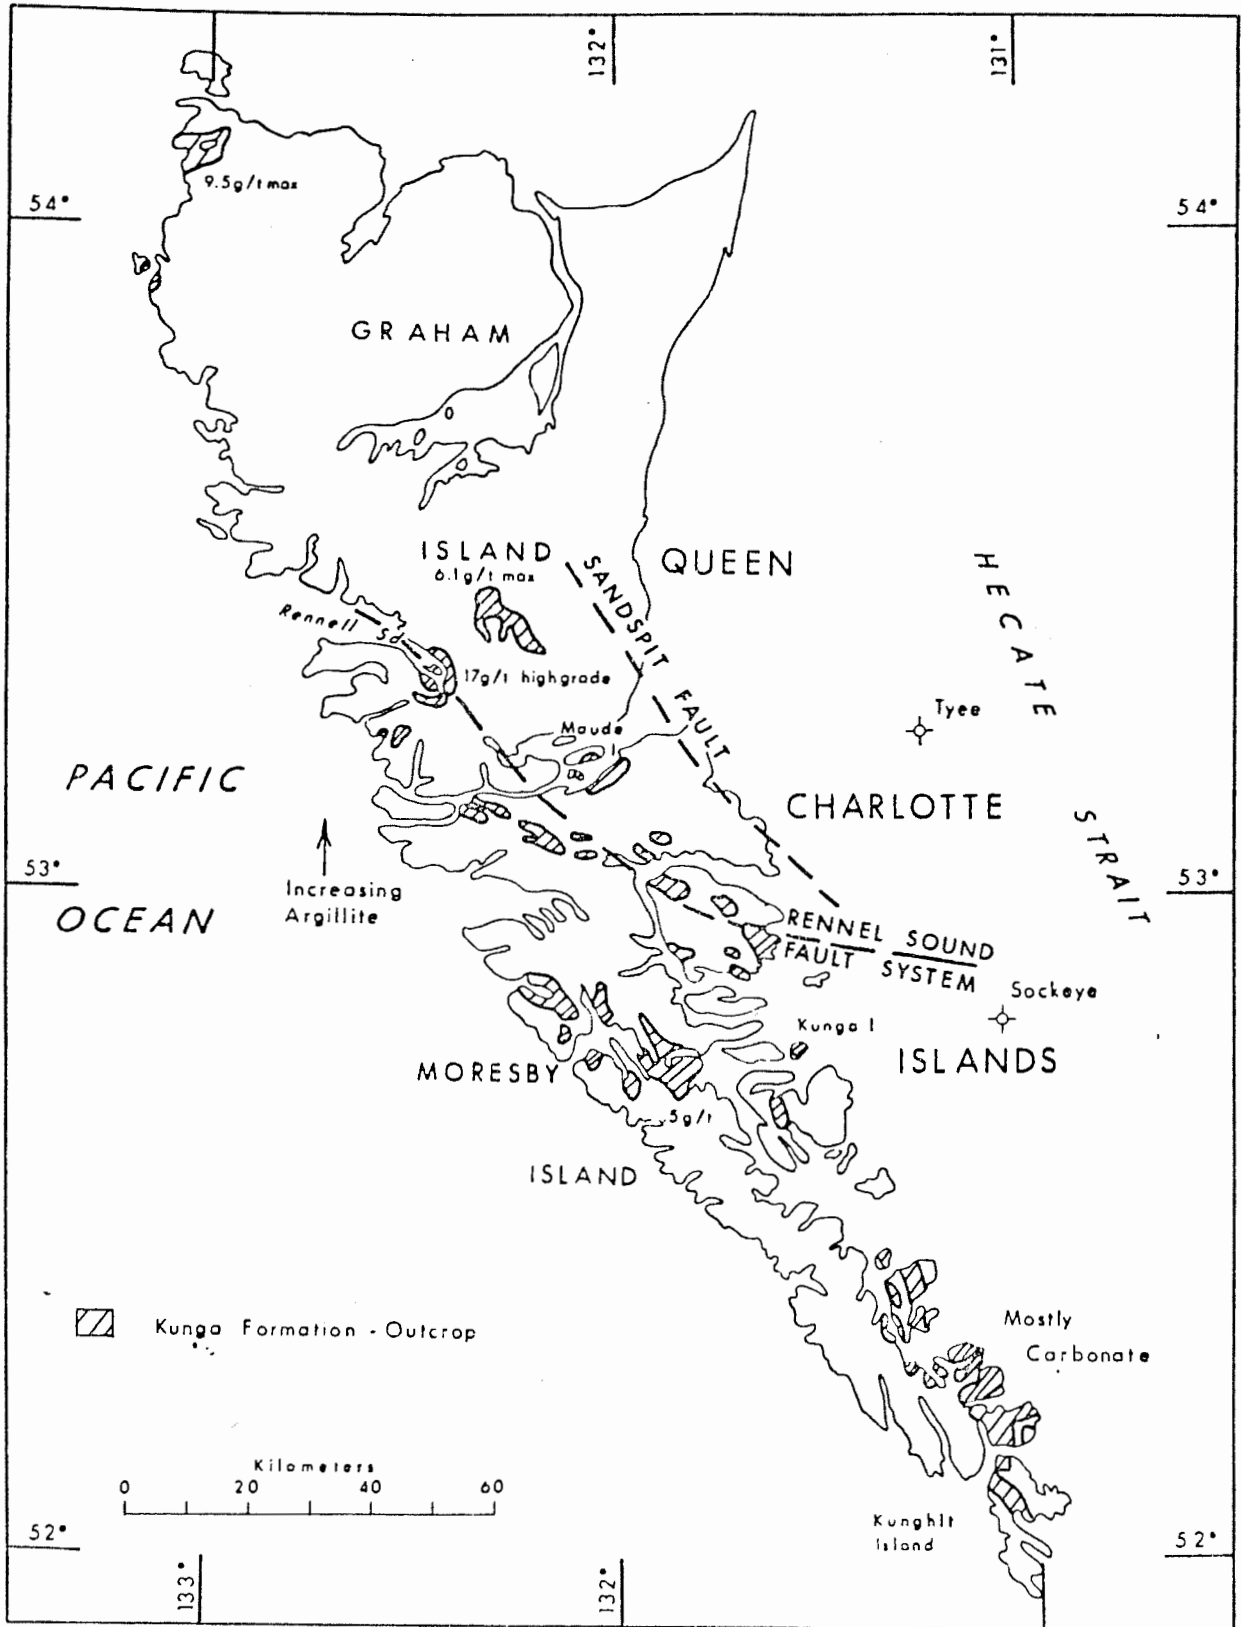 132°
131°
9.5g/t max
54°
54°
GRAHAM
ISLAND
6.1g/t max
SANDSPIT FAULT
QUEEN
HECATE
STRAIT
Rennell Sd
17g/t highgrade
Maude
I
Tyee
PACIFIC
OCEAN
CHARLOTTE
53°
53°
Increasing
Argillite
RENNEL SOUND
FAULT SYSTEM
Sockeye
Kunga I
ISLANDS
MORESBY
.5g/t
ISLAND
Kunga Formation - Outcrop
Mostly
Carbonate
Kilometers
0 20 40 60
Kunghit
Island
52°
52°
133°
132°